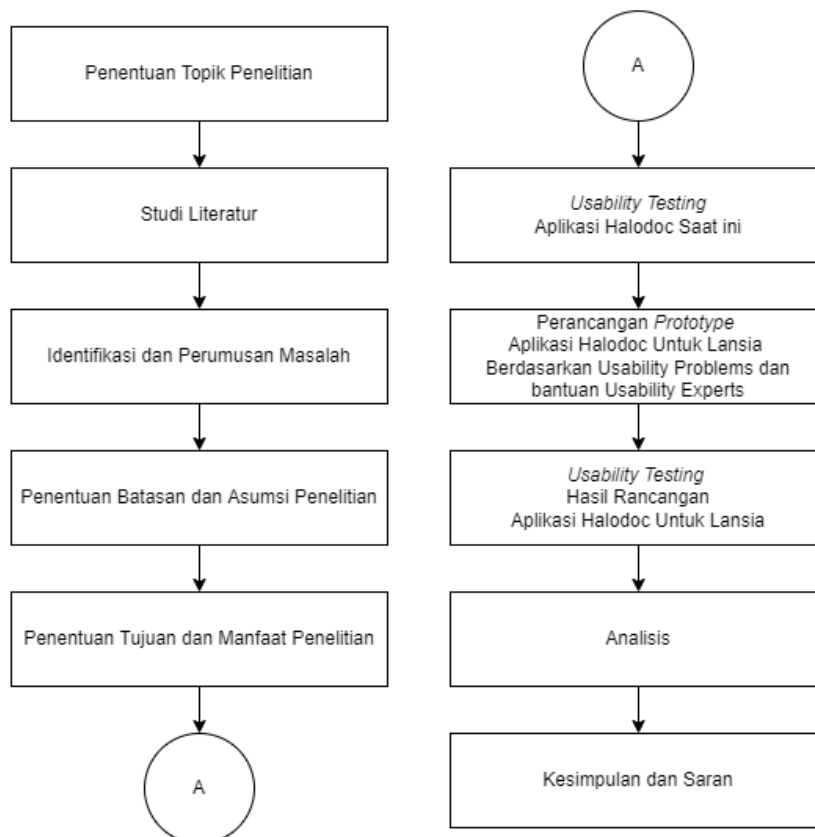 Penentuan Topik Penelitian
Studi Literatur
Identifikasi dan Perumusan Masalah
Penentuan Batasan dan Asumsi Penelitian
Penentuan Tujuan dan Manfaat Penelitian
A
A
Usability Testing
Aplikasi Halodoc Saat ini
Perancangan Prototype
Aplikasi Halodoc Untuk Lansia
Berdasarkan Usability Problems dan
bantuan Usability Experts
Usability Testing
Hasil Rancangan
Aplikasi Halodoc Untuk Lansia
Analisis
Kesimpulan dan Saran